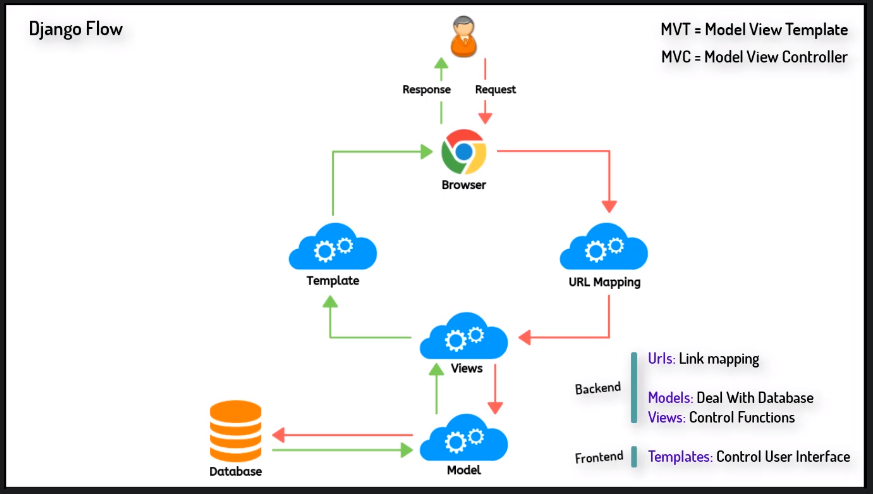 Django Flow
MVT = Model View Template
MVC = Model View Controller
Response
Request
Browser
Template
URL Mapping
Views
Urls: Link mapping
Backend
Models: Deal With Database
Views: Control Functions
Database
Model
Frontend
Templates: Control User Interface